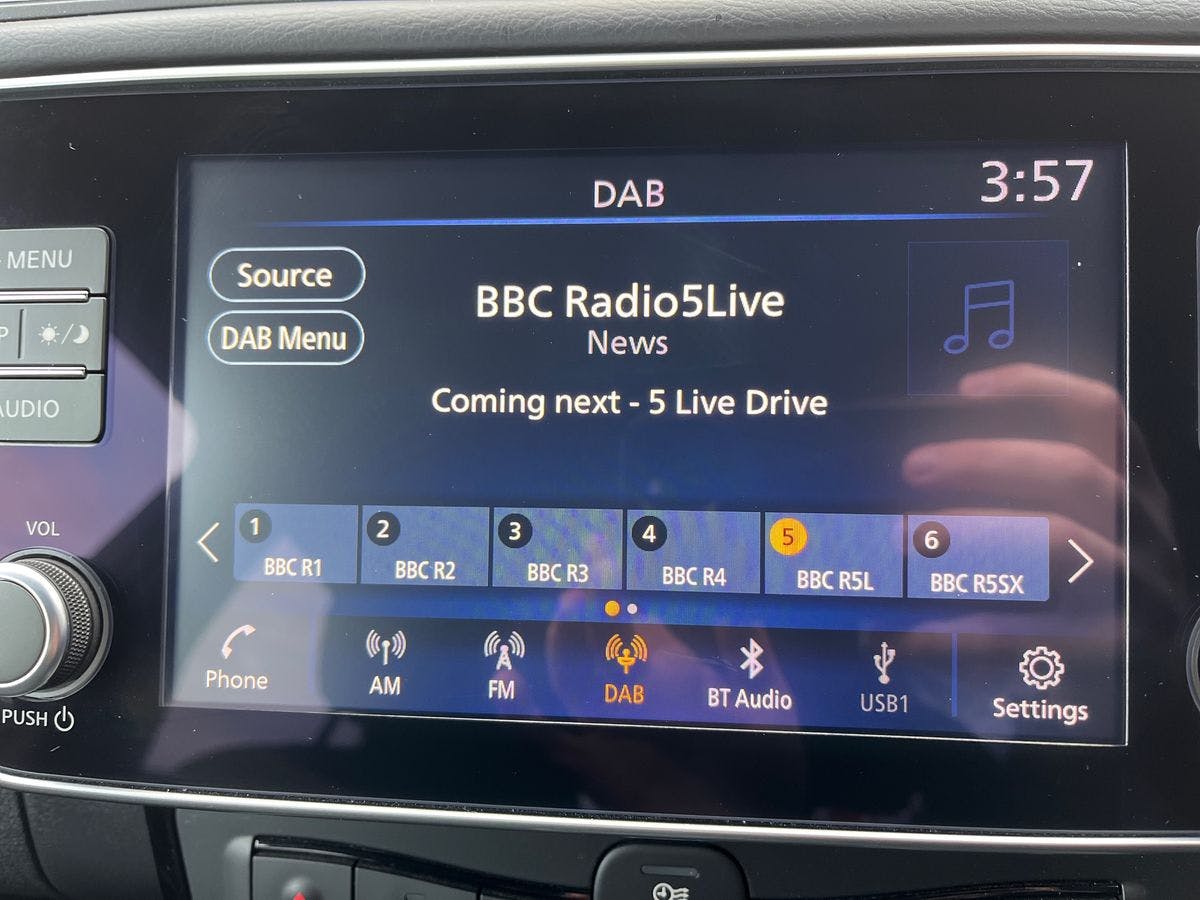 DAB
3:57
MENU
Source
BBC Radio5Live
DAB Menu
News
AUDIO
Coming next - 5 Live Drive
VOL
1
2
3
4
5
6
BBC R1
BBC R2
BBC R3
BBC R4
BBC R5L
BBC R5SX
Phone
AM
FM
DAB
BT Audio
USB1
Settings
PUSH